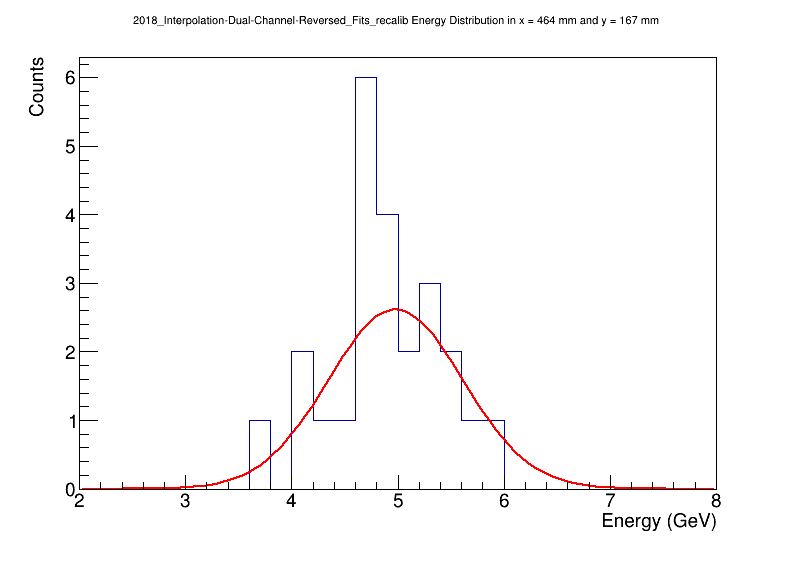 2018_Interpolation-Dual-Channel-Reversed_Fits_recalib Energy Distribution in x = 464 mm and y = 167 mm
Counts
6
5
4
3
2
1
0
2 3 4 5 6 7 8
Energy (GeV)